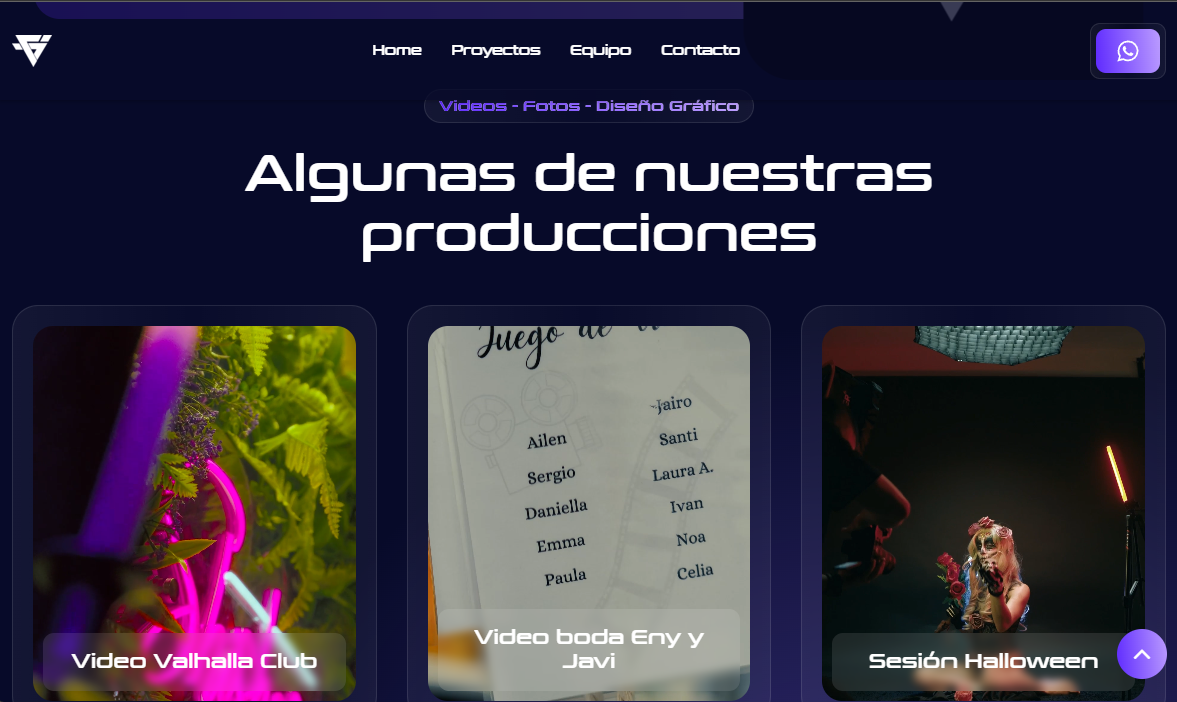 Home Proyectos Equipo Contacto
Videos - Fotos - Diseño Gráfico
Algunas de nuestras
producciones
Juego de
Jairo
Ailen
Santi
Sergio
Laura A.
Daniella
Ivan
Emma
Noa
Paula
Celia
Video Valhalla Club
Video boda Eny y
Javi
Sesión Halloween